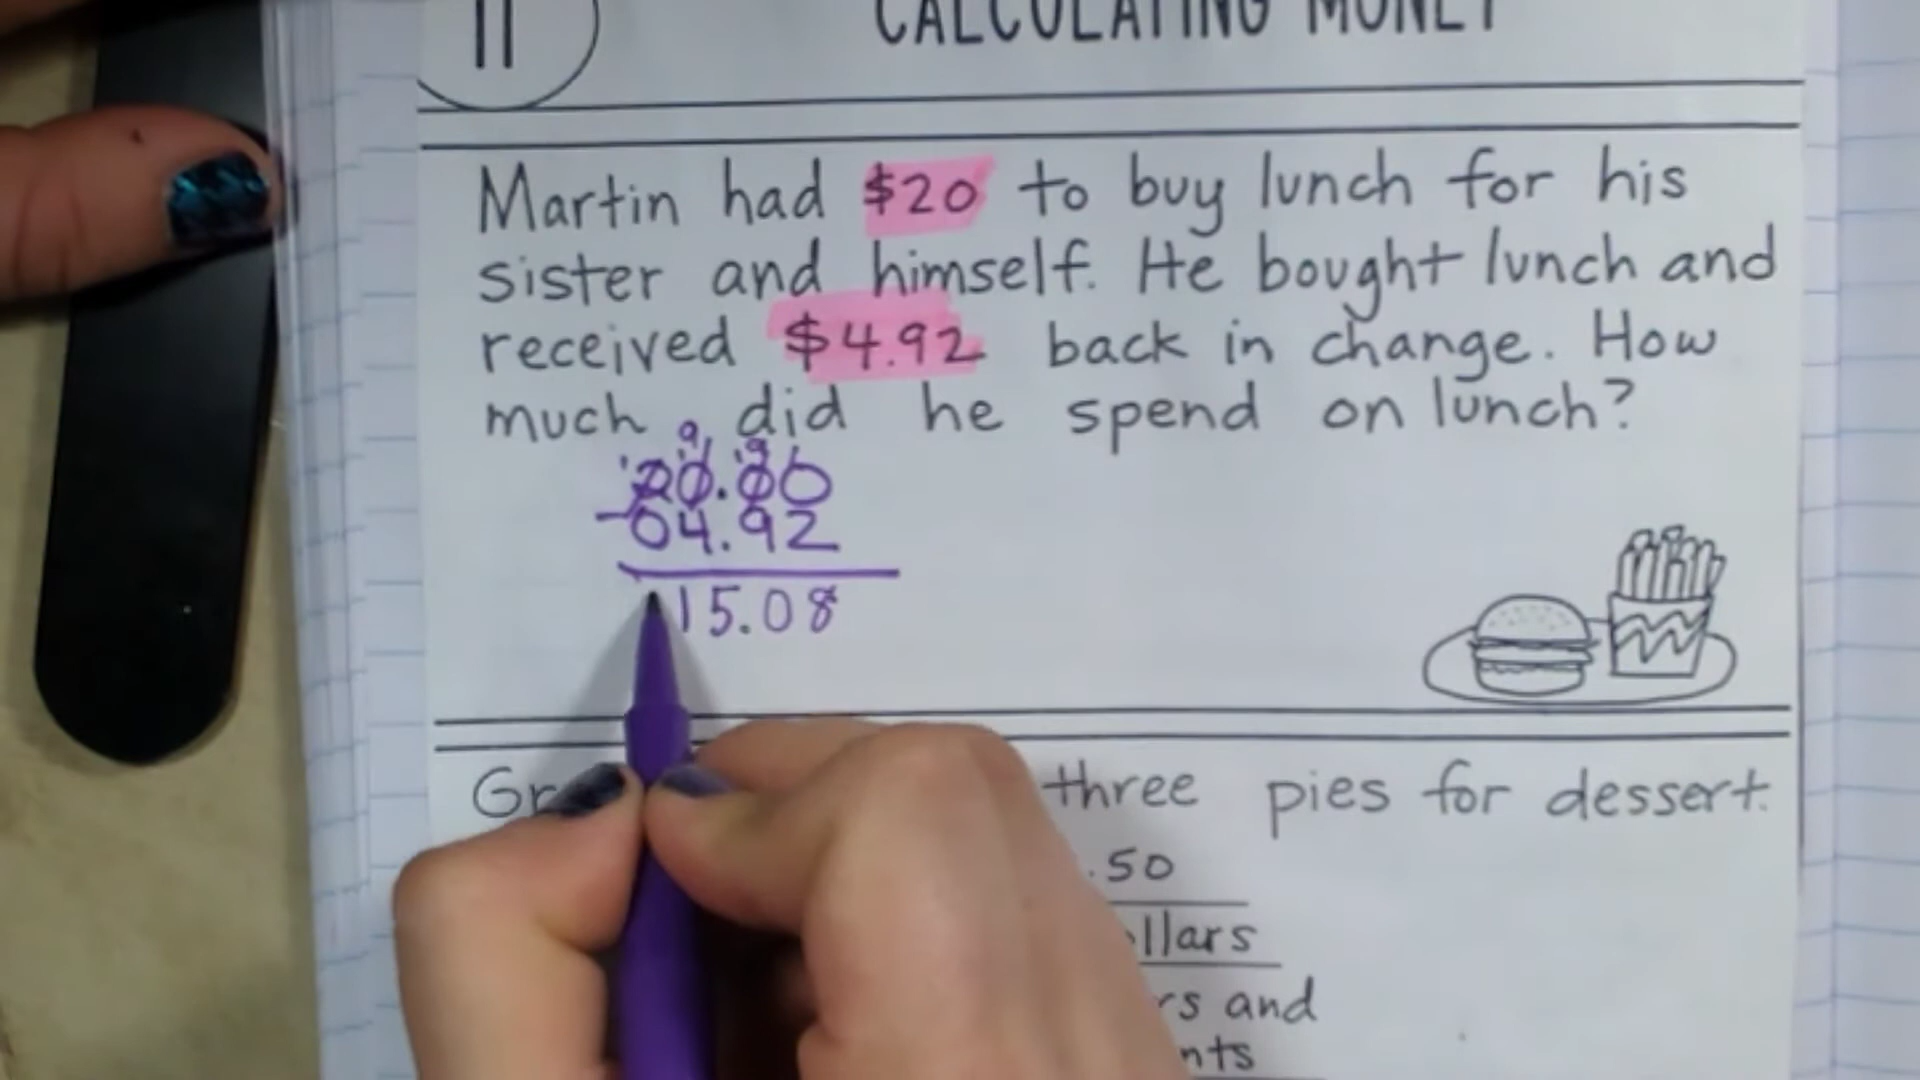 11
CALCULATING MONEY
Martin had $20 to buy lunch for his
sister and himself. He bought lunch and
received $4.92 back in change. How
much did he spend on lunch?
20.00
-04.92
15.08
three pies for dessert.
.50
and